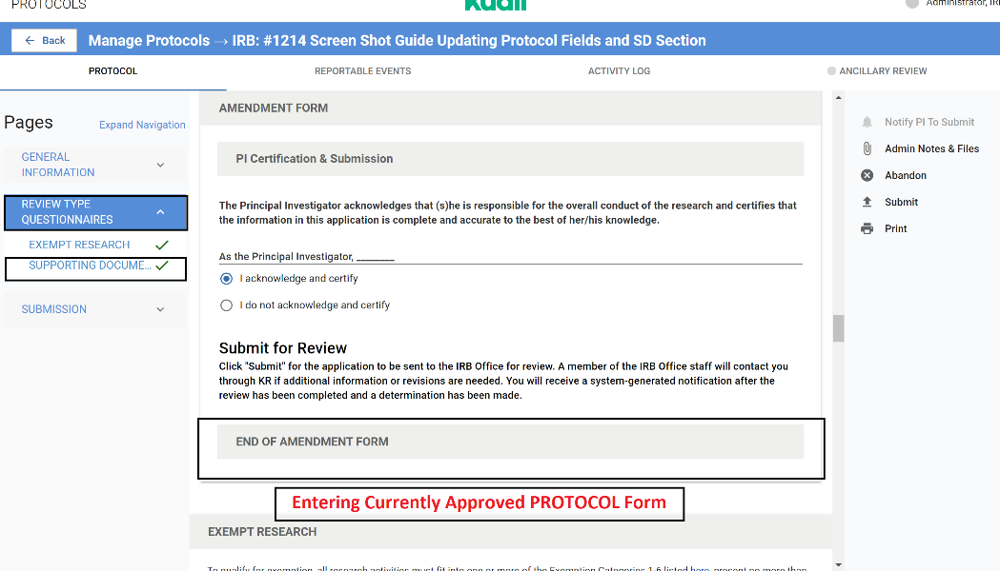 PROTOCOLS
kuali
Administrator, IRB
Back
Manage Protocols → IRB: #1214 Screen Shot Guide Updating Protocol Fields and SD Section
PROTOCOL
REPORTABLE EVENTS
ACTIVITY LOG
ANCILLARY REVIEW
Pages
Expand Navigation
GENERAL
INFORMATION
REVIEW TYPE
QUESTIONNAIRES
EXEMPT RESEARCH
SUPPORTING DOCUME...
SUBMISSION
AMENDMENT FORM
PI Certification & Submission
The Principal Investigator acknowledges that (s)he is responsible for the overall conduct of the research and certifies that
the information in this application is complete and accurate to the best of her/his knowledge.
As the Principal Investigator, ________
I acknowledge and certify
I do not acknowledge and certify
Submit for Review
Click "Submit" for the application to be sent to the IRB Office for review. A member of the IRB Office staff will contact you
through KR if additional information or revisions are needed. You will receive a system-generated notification after the
review has been completed and a determination has been made.
END OF AMENDMENT FORM
Entering Currently Approved PROTOCOL Form
EXEMPT RESEARCH
To qualify for exemption, all research activities must fit into one or more of the Exemption Categories 1-6 listed here, present no more than
Notify PI To Submit
Admin Notes & Files
Abandon
Submit
Print